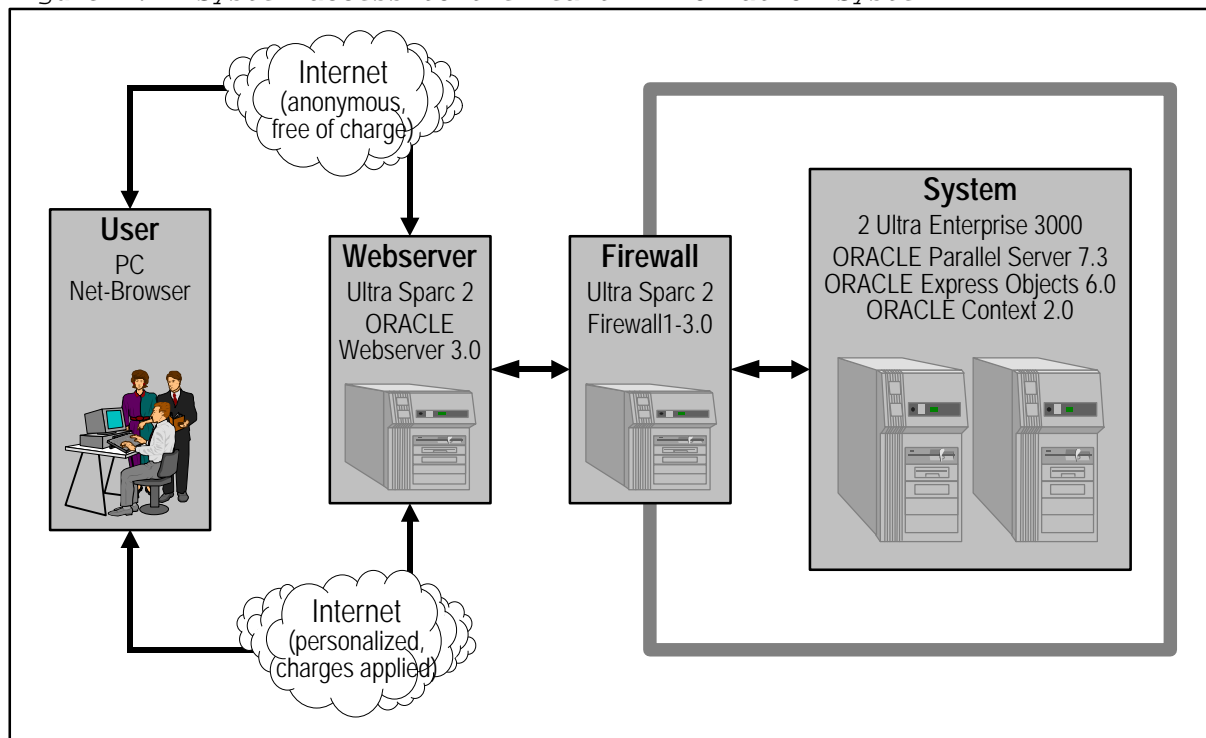 Internet
(anonymous,
free of charge)
User
PC
Net-Browser
Webserver
Ultra Sparc 2
ORACLE
Webserver 3.0
Firewall
Ultra Sparc 2
Firewall1-3.0
System
2 Ultra Enterprise 3000
ORACLE Parallel Server 7.3
ORACLE Express Objects 6.0
ORACLE Context 2.0
Internet
(personalized,
charges applied)